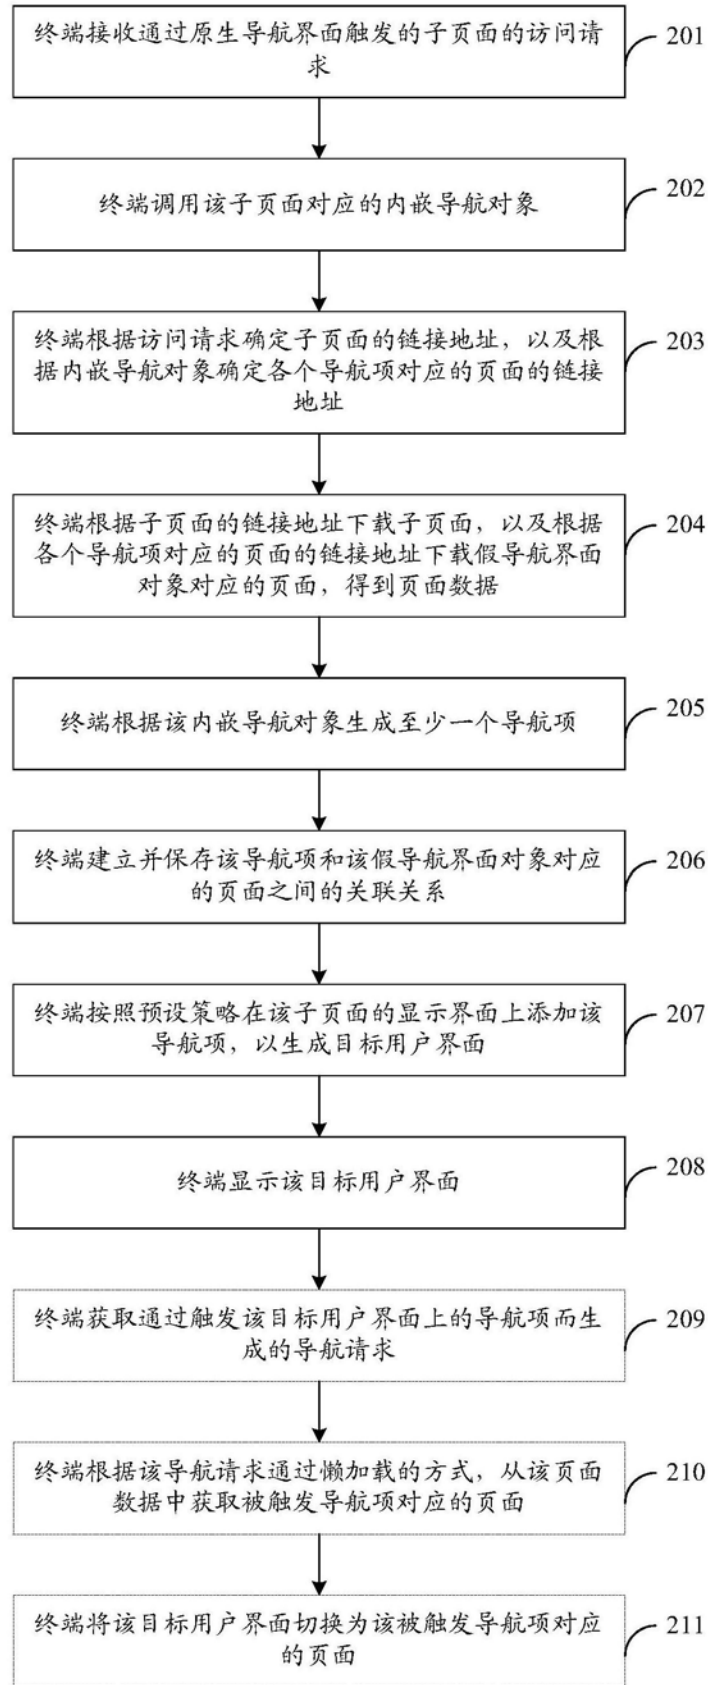 终端接收通过原生导航界面触发的子页面的访问请
求
201
终端调用该子页面对应的内嵌导航对象
202
终端根据访问请求确定子页面的链接地址，以及根
据内嵌导航对象确定各个导航项对应的页面的链接
地址
203
终端根据子页面的链接地址下载子页面，以及根据
各个导航项对应的页面的链接地址下载假导航界面
对象对应的页面，得到页面数据
204
终端根据该内嵌导航对象生成至少一个导航项
205
终端建立并保存该导航项和该假导航界面对象对应
的页面之间的关联关系
206
终端按照预设策略在该子页面的显示界面上添加该
导航项，以生成目标用户界面
207
终端显示该目标用户界面
208
终端获取通过触发该目标用户界面上的导航项而生
成的导航请求
209
终端根据该导航请求通过懒加载的方式，从该页面
数据中获取被触发导航项对应的页面
210
终端将该目标用户界面切换为该被触发导航项对应
的页面
211